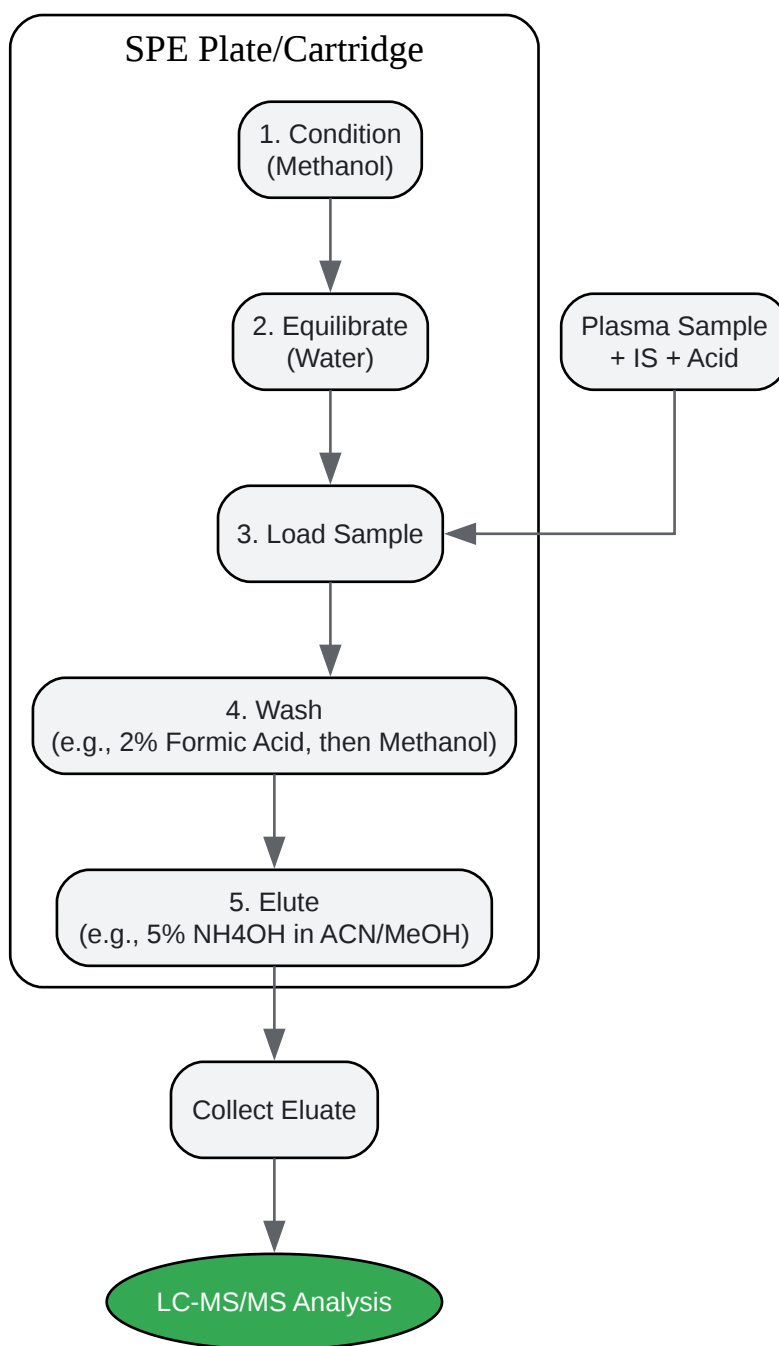 SPE Plate/Cartridge
1. Condition
(Methanol)
2. Equilibrate
(Water)
Plasma Sample
+ IS + Acid
3. Load Sample
4. Wash
(e.g., 2% Formic Acid, then Methanol)
5. Elute
(e.g., 5% NH4OH in ACN/MeOH)
Collect Eluate
LC-MS/MS Analysis